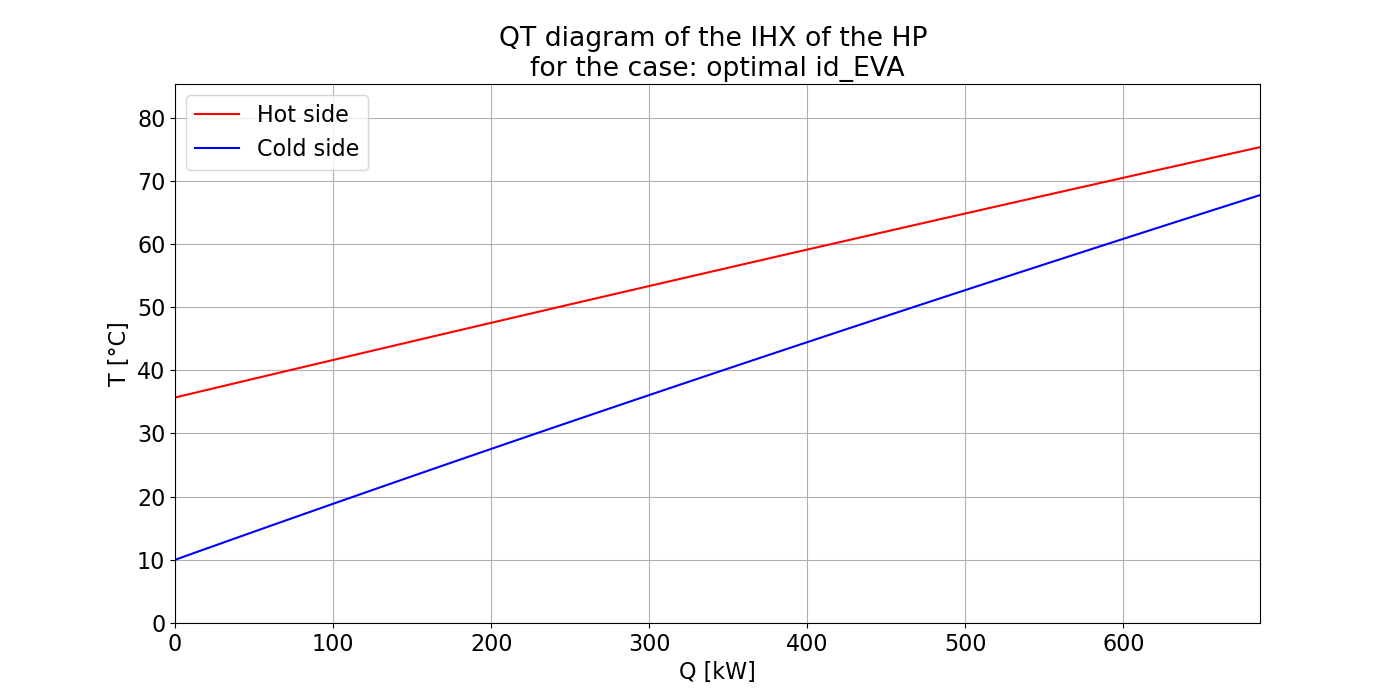 QT diagram of the IHX of the HP
for the case: optimal id_EVA
Hot side
Cold side
80
70
60
50
40
30
20
10
0
T [°C]
0 100 200 300 400 500 600
Q [kW]